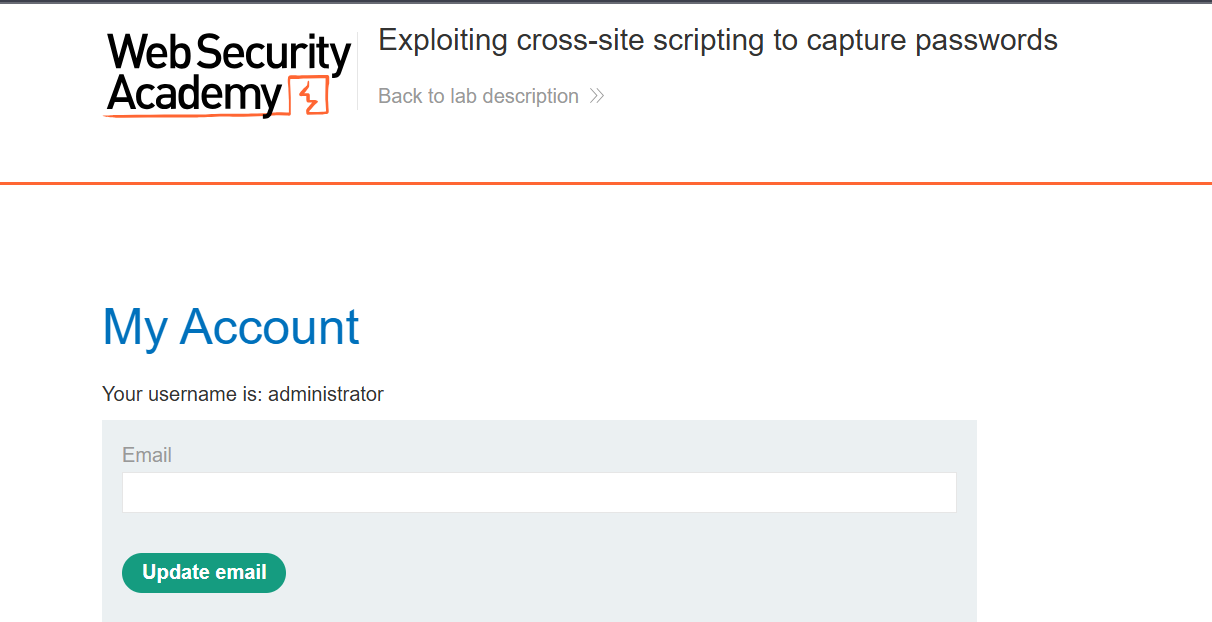 Web Security
Academy
Exploiting cross-site scripting to capture passwords
Back to lab description
My Account
Your username is: administrator
Email
Update email